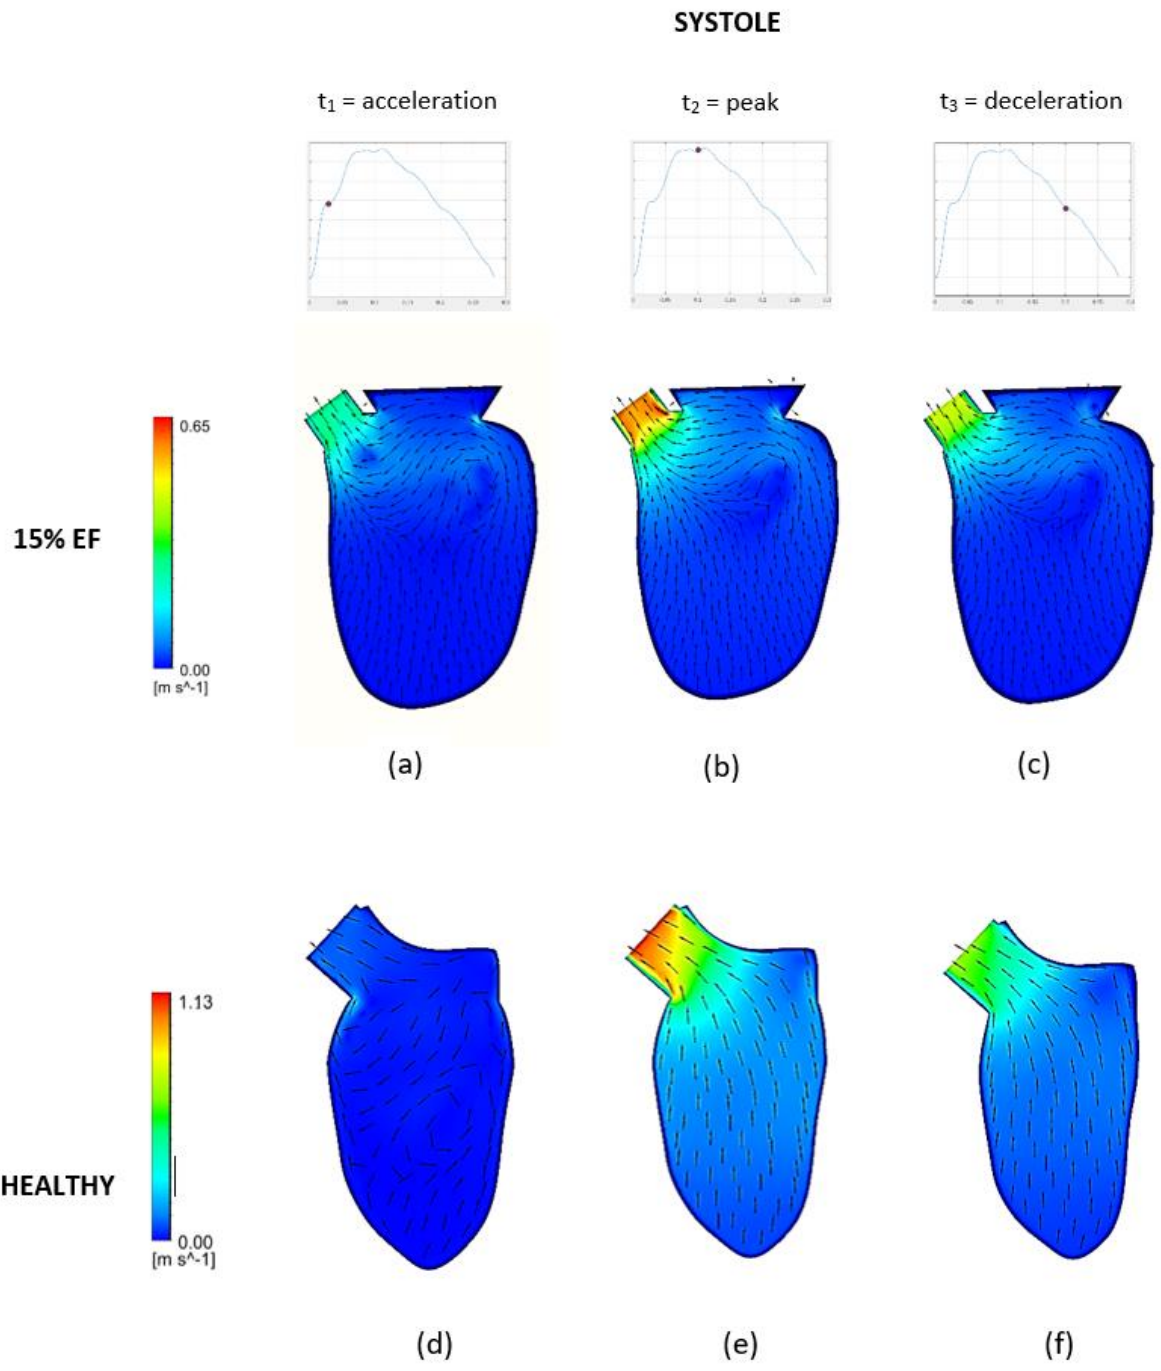 SYSTOLE
t₁ = acceleration
t₂ = peak
t₃ = deceleration
15% EF
0.65
0.00
[m s^-1]
(a)
(b)
(c)
HEALTHY
1.13
0.00
[m s^-1]
(d)
(e)
(f)